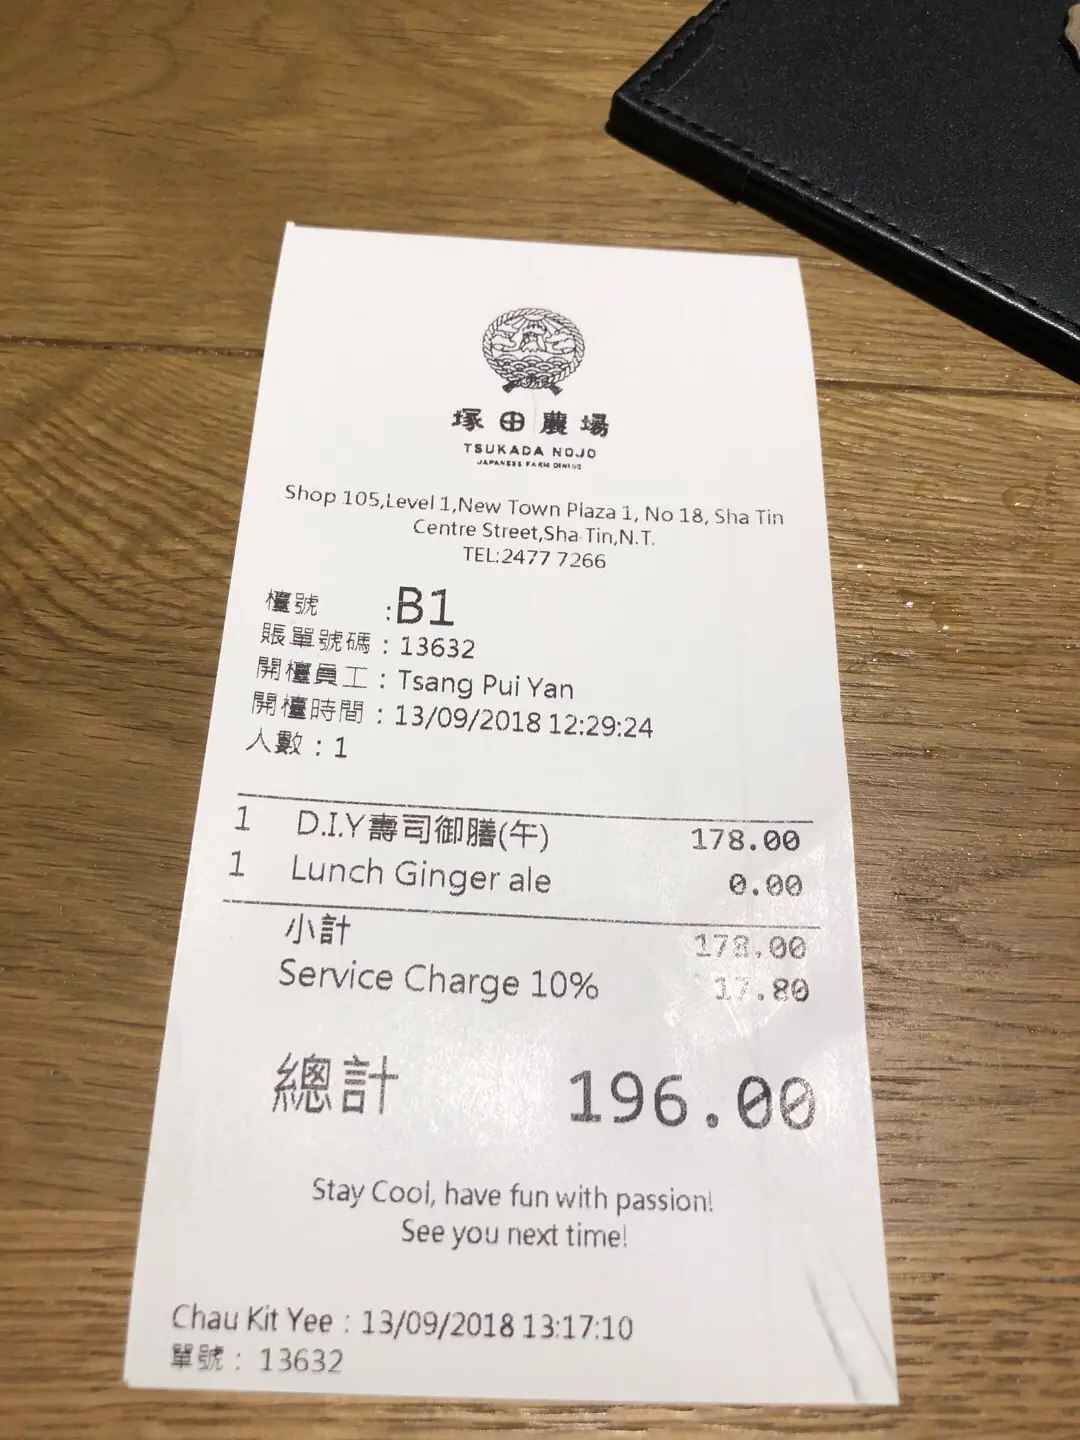 塚田農場
TSUKADA NOJO
JAPANESE FARM DINING
Shop 105,Level 1,New Town Plaza 1, No 18, Sha Tin
Centre Street,Sha Tin,N.T.
TEL:2477 7266
檯號 :B1
賬單號碼 : 13632
開檯員工 : Tsang Pui Yan
開檯時間 : 13/09/2018 12:29:24
人數 : 1
1 D.I.Y壽司御膳(午) 178.00
1 Lunch Ginger ale 0.00
小計 178.00
Service Charge 10% 17.80
總計 196.00
Stay Cool, have fun with passion!
See you next time!
Chau Kit Yee : 13/09/2018 13:17:10
單號 : 13632